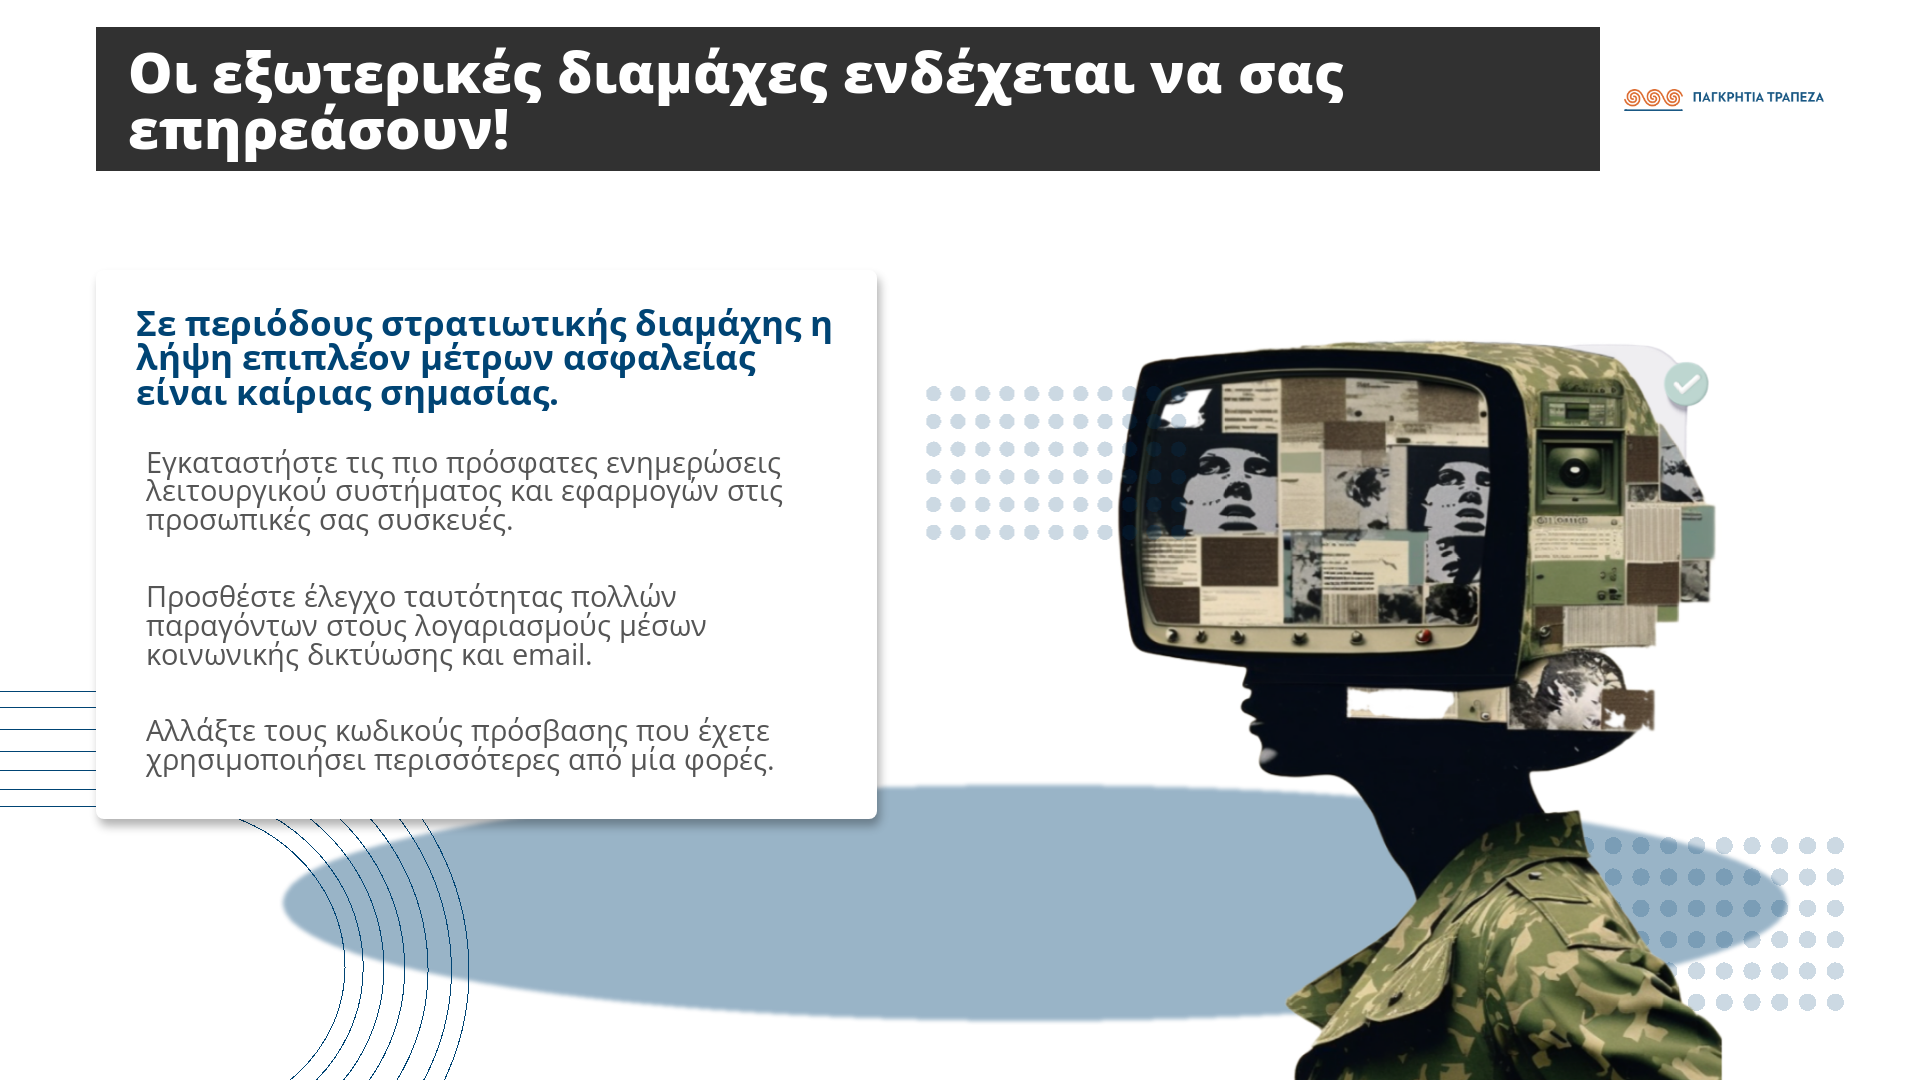 Οι εξωτερικές διαμάχες ενδέχεται να σας
επηρεάσουν!
ΠΑΓΚΡΗΤΙΑ ΤΡΑΠΕΖΑ
Σε περιόδους στρατιωτικής διαμάχης η
λήψη επιπλέον μέτρων ασφαλείας
είναι καίριας σημασίας.
Εγκαταστήστε τις πιο πρόσφατες ενημερώσεις
λειτουργικού συστήματος και εφαρμογών στις
προσωπικές σας συσκευές.
Προσθέστε έλεγχο ταυτότητας πολλών
παραγόντων στους λογαριασμούς μέσων
κοινωνικής δικτύωσης και email.
Αλλάξτε τους κωδικούς πρόσβασης που έχετε
χρησιμοποιήσει περισσότερες από μία φορές.